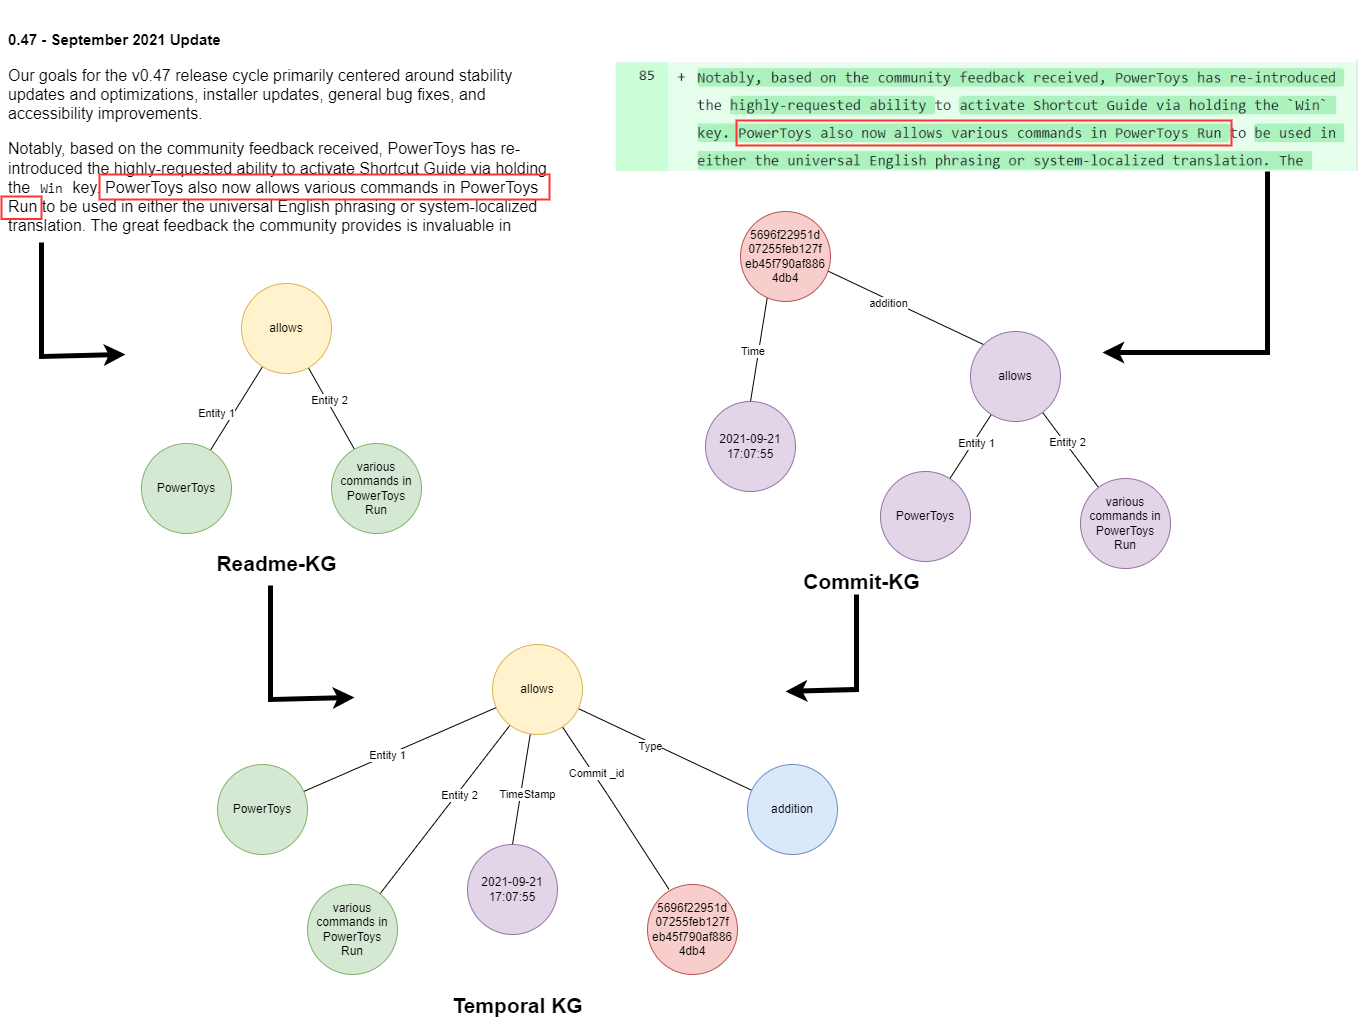 0.47 - September 2021 Update
Our goals for the v0.47 release cycle primarily centered around stability
updates and optimizations, installer updates, general bug fixes, and
accessibility improvements.
Notably, based on the community feedback received, PowerToys has re-
introduced the highly-requested ability to activate Shortcut Guide via holding
the Win key. PowerToys also now allows various commands in PowerToys
Run to be used in either the universal English phrasing or system-localized
translation. The great feedback the community provides is invaluable in
85 + Notably, based on the community feedback received, PowerToys has re-introduced
the highly-requested ability to activate Shortcut Guide via holding the `Win`
key. PowerToys also now allows various commands in PowerToys Run to be used in
either the universal English phrasing or system-localized translation. The
allows
Entity 1
Entity 2
PowerToys
various
commands in
PowerToys
Run
Readme-KG
5696f22951d
07255feb127f
eb45f790af886
4db4
addition
Time
allows
2021-09-21
17:07:55
Entity 1
Entity 2
PowerToys
various
commands in
PowerToys
Run
Commit-KG
allows
Entity 1
Entity 2
TimeStamp
Commit _id
Type
PowerToys
various
commands in
PowerToys
Run
2021-09-21
17:07:55
5696f22951d
07255feb127f
eb45f790af886
4db4
addition
Temporal KG